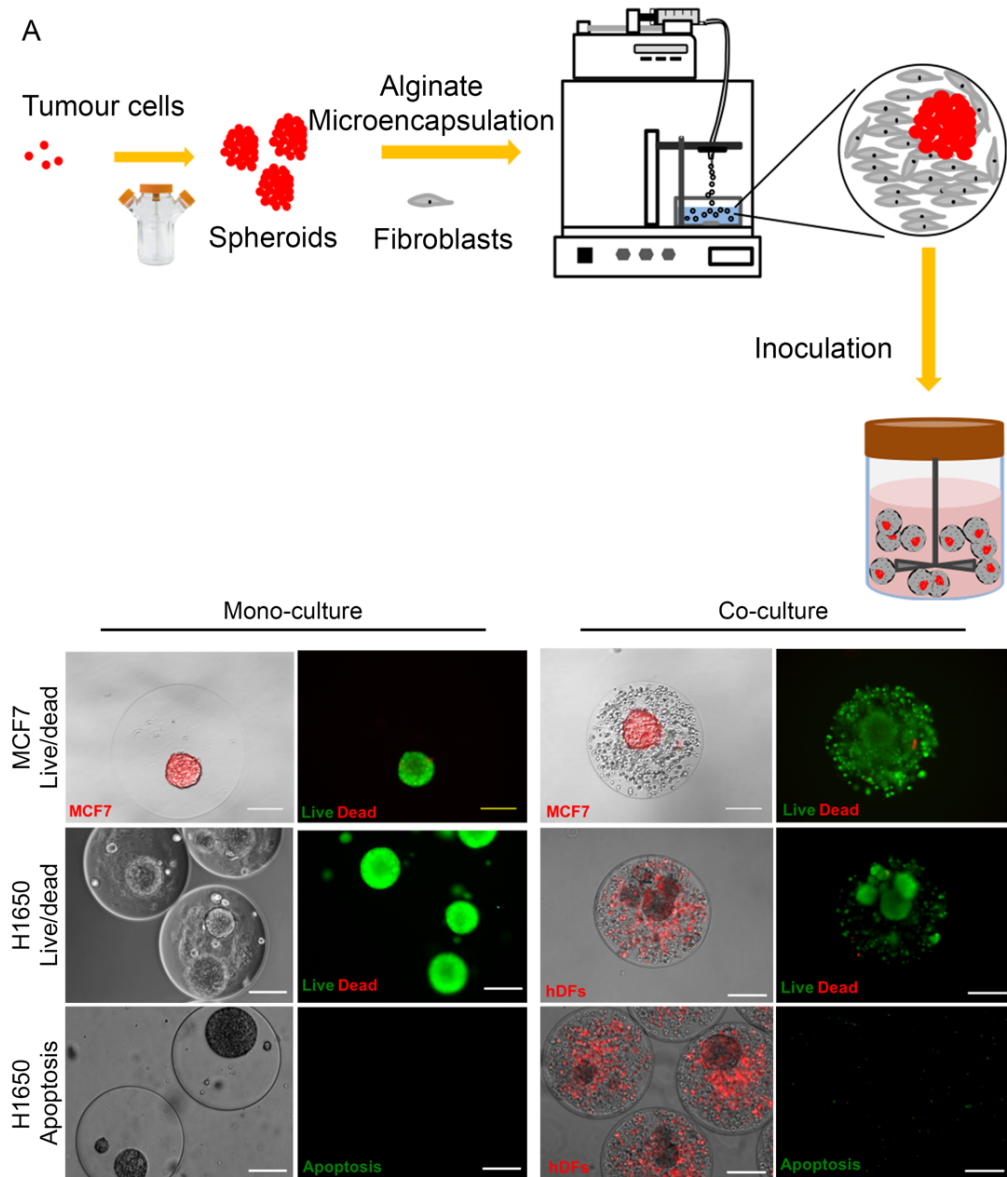 A
Tumour cells
Spheroids
Alginate
Microencapsulation
Fibroblasts
Inoculation
Mono-culture
Co-culture
MCF7
Live/dead
MCF7
Live Dead
MCF7
Live Dead
H1650
Live/dead
Live Dead
hDFs
Live Dead
H1650
Apoptosis
Apoptosis
hDFs
Apoptosis